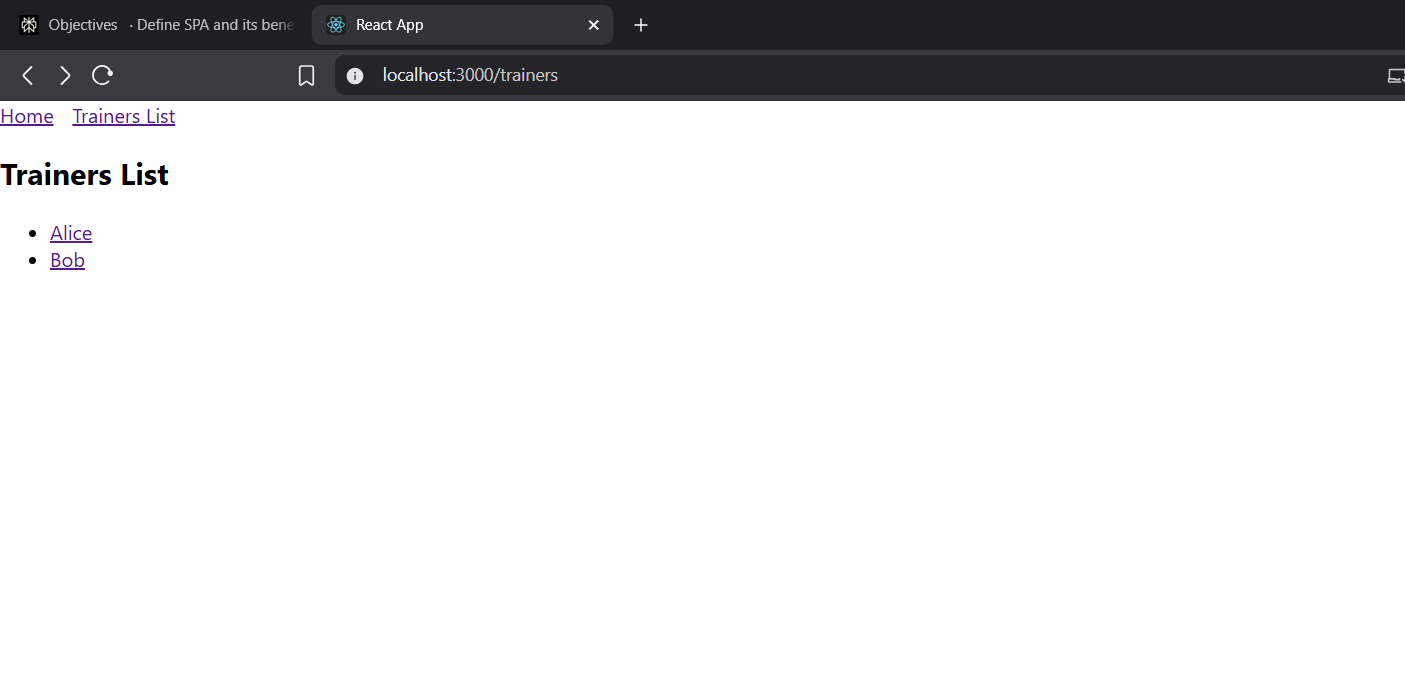 Objectives · Define SPA and its bene
React App
localhost:3000/trainers
Home Trainers List
Trainers List
Alice
Bob